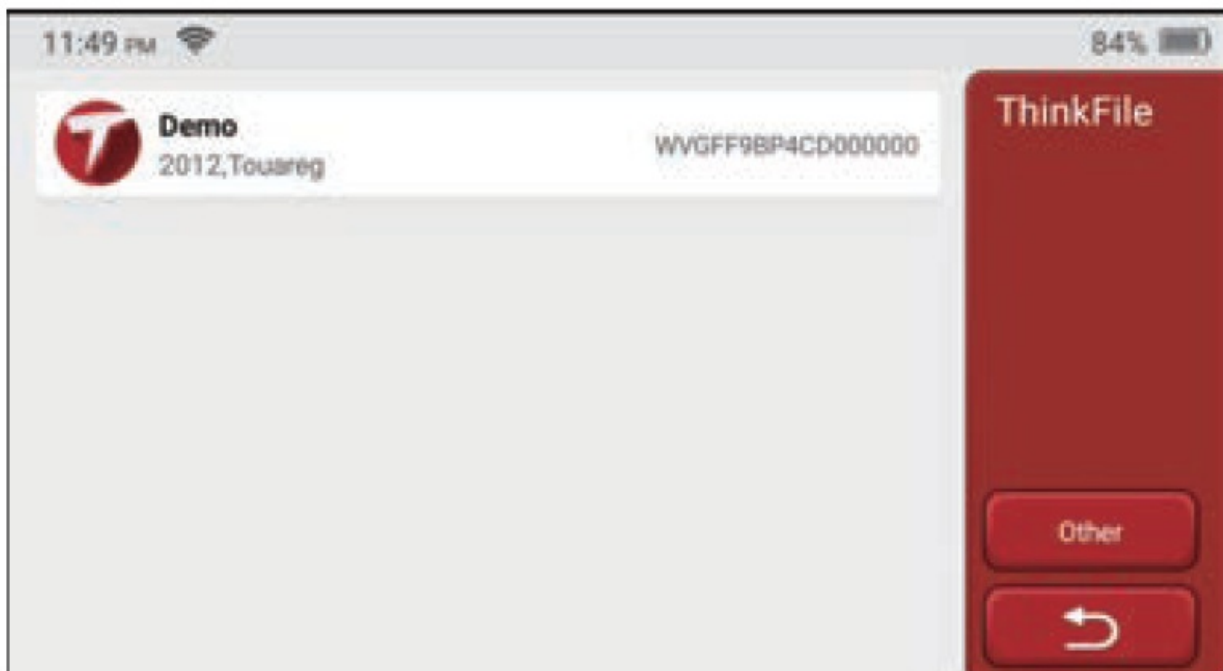 11:49 PM
84%
ThinkFile
Demo
2012,Touareg
WVGFF9BP4CD000000
Other